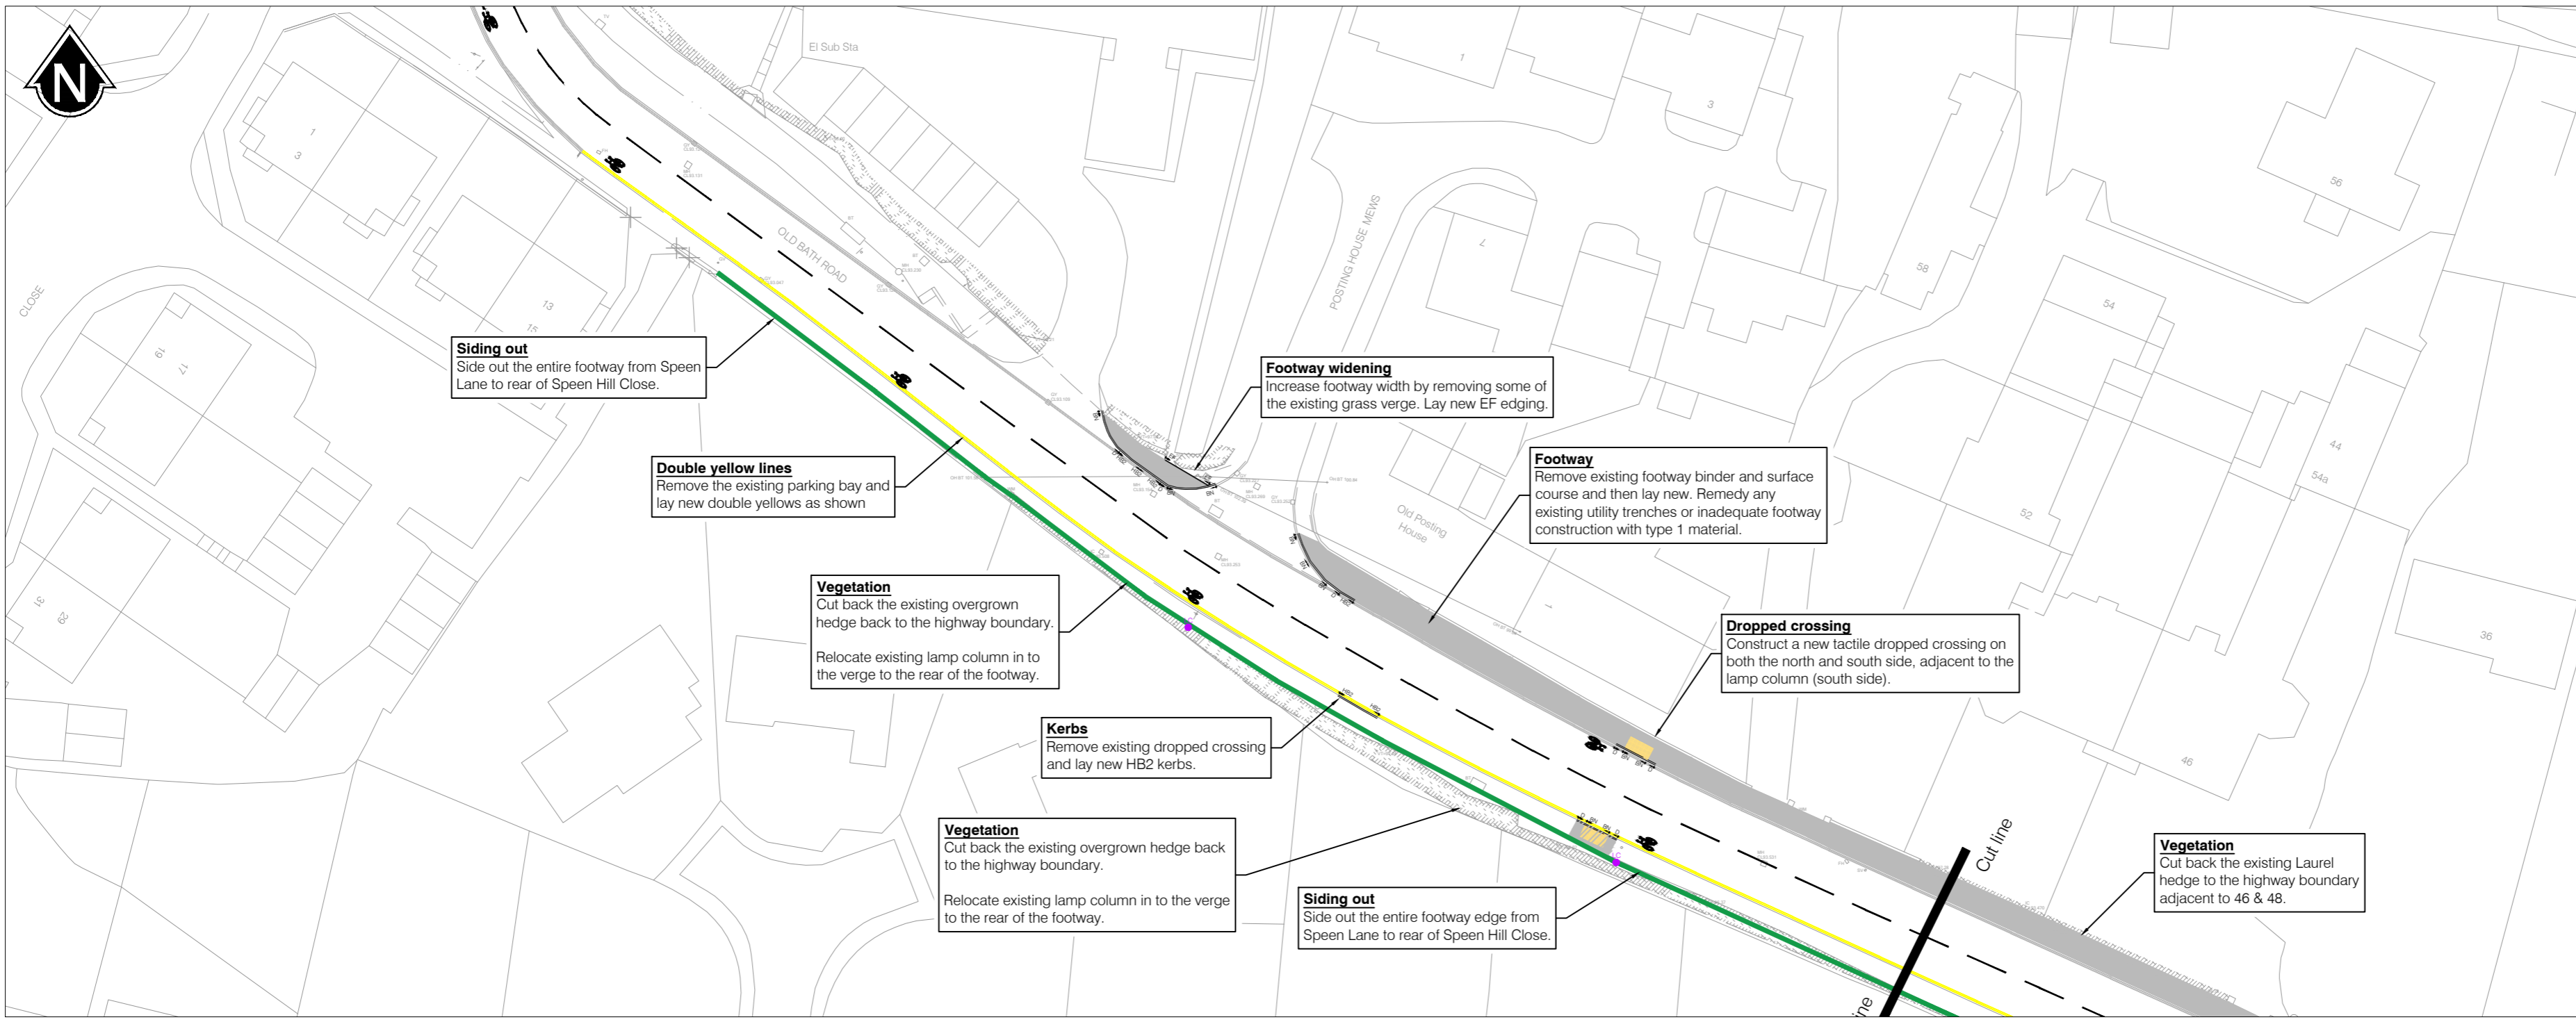 N
El Sub Sta
OLD BATH ROAD
POSTING HOUSE MEWS
CLOSE
Old Posting
House
1
3
13
15
19
17
31
29
1
3
7
1
58
56
54
44
54a
52
46
36
Siding out
Side out the entire footway from Speen
Lane to rear of Speen Hill Close.
Footway widening
Increase footway width by removing some of
the existing grass verge. Lay new EF edging.
Double yellow lines
Remove the existing parking bay and
lay new double yellows as shown
Footway
Remove existing footway binder and surface
course and then lay new. Remedy any
existing utility trenches or inadequate footway
construction with type 1 material.
Vegetation
Cut back the existing overgrown
hedge back to the highway boundary.
Relocate existing lamp column in to
the verge to the rear of the footway.
Dropped crossing
Construct a new tactile dropped crossing on
both the north and south side, adjacent to the
lamp column (south side).
Kerbs
Remove existing dropped crossing
and lay new HB2 kerbs.
HB2
HB2
Vegetation
Cut back the existing overgrown hedge back
to the highway boundary.
Relocate existing lamp column in to the verge
to the rear of the footway.
Siding out
Side out the entire footway edge from
Speen Lane to rear of Speen Hill Close.
Vegetation
Cut back the existing Laurel
hedge to the highway boundary
adjacent to 46 & 48.
Cut line